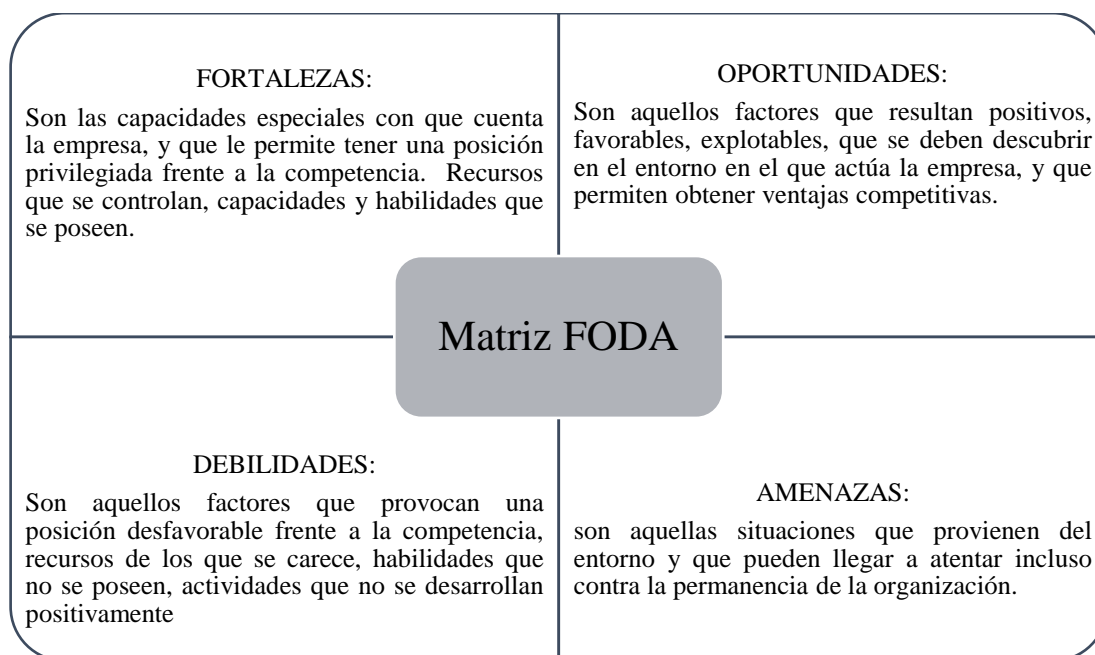 FORTALEZAS:
Son las capacidades especiales con que cuenta
la empresa, y que le permite tener una posición
privilegiada frente a la competencia. Recursos
que se controlan, capacidades y habilidades que
se poseen.
OPORTUNIDADES:
Son aquellos factores que resultan positivos,
favorables, explotables, que se deben descubrir
en el entorno en el que actúa la empresa, y que
permiten obtener ventajas competitivas.
Matriz FODA
DEBILIDADES:
Son aquellos factores que provocan una
posición desfavorable frente a la competencia,
recursos de los que se carece, habilidades que
no se poseen, actividades que no se desarrollan
positivamente
AMENAZAS:
son aquellas situaciones que provienen del
entorno y que pueden llegar a atentar incluso
contra la permanencia de la organización.